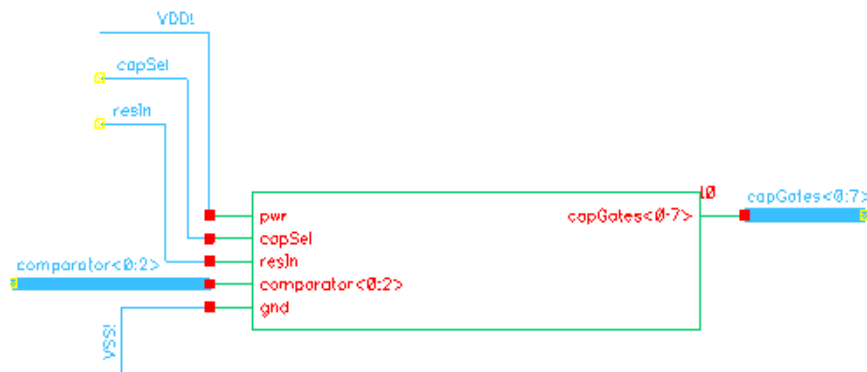 VDD!
capSel
resIn
I0
capGates<0:7>
pwr
capGates<0:7>
capSel
comparator<0:2>
resIn
comparator<0:2>
gnd
VSS!